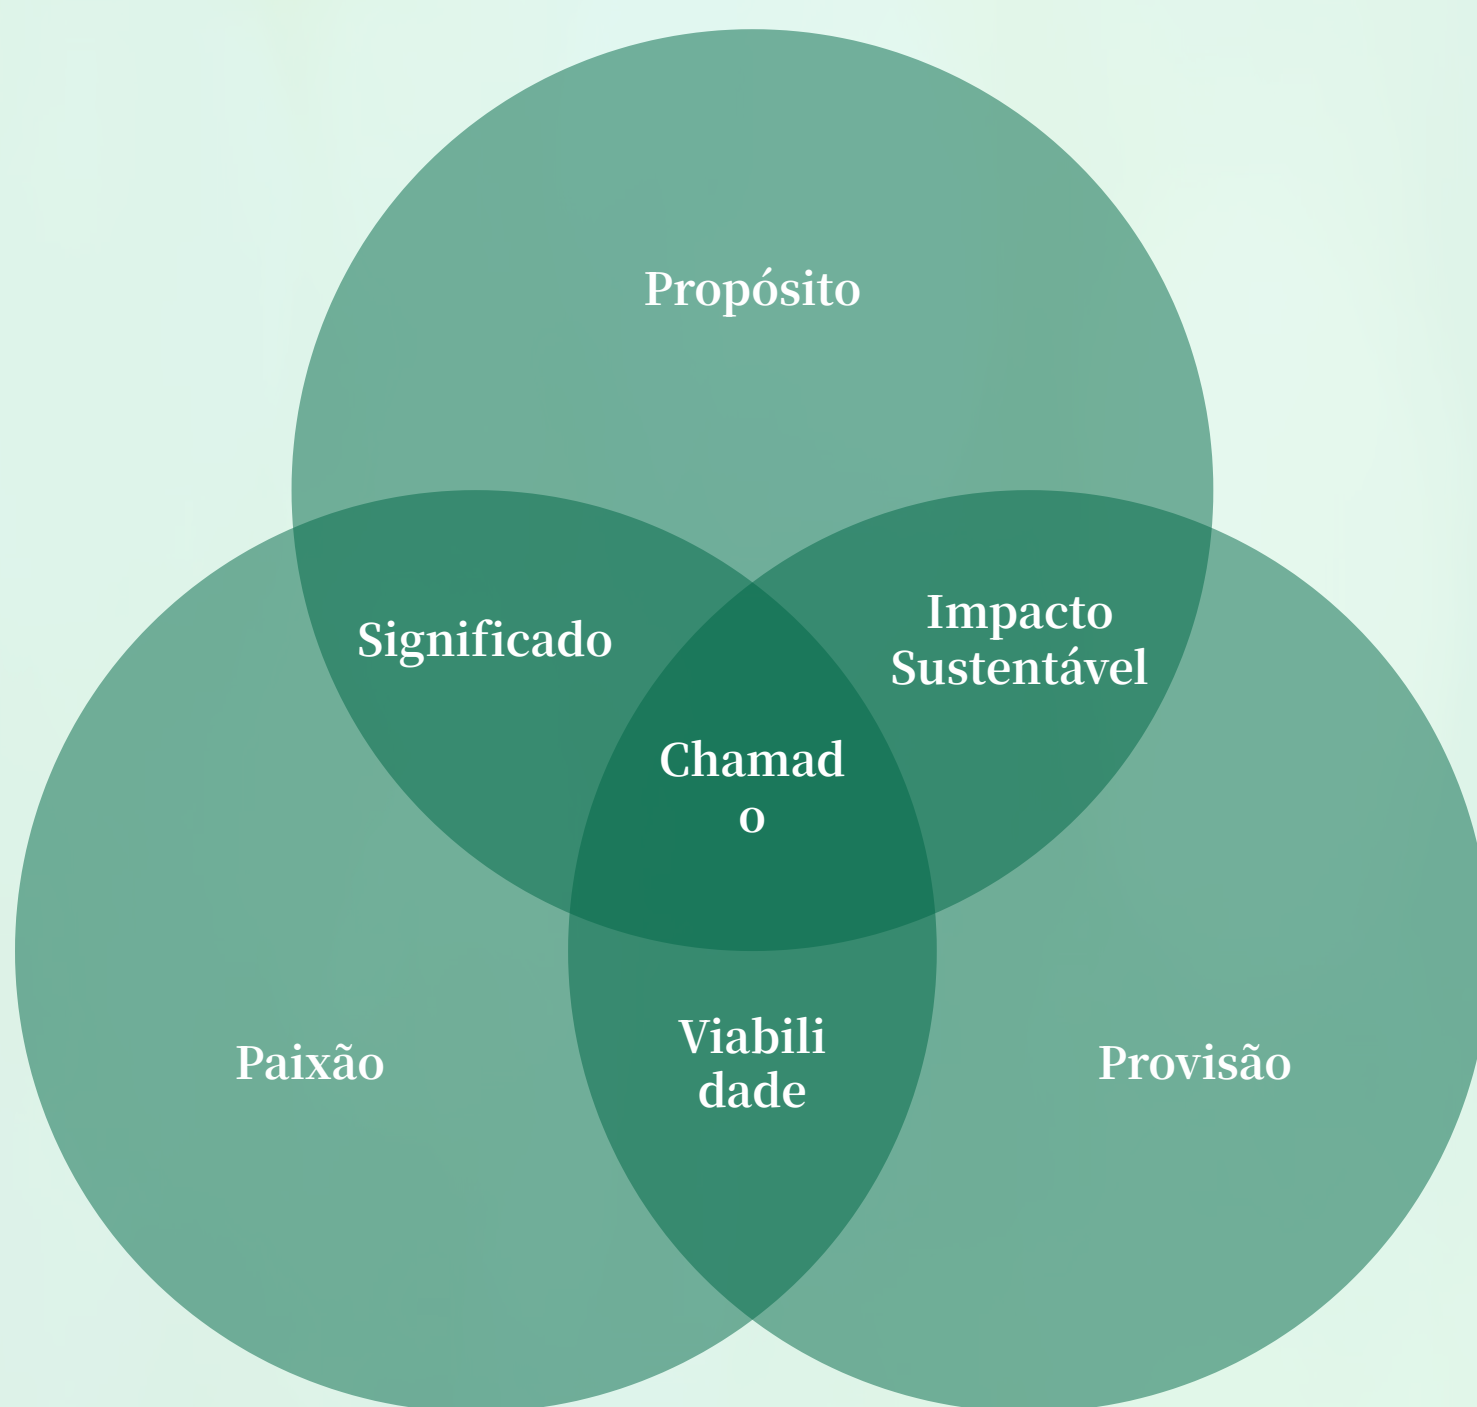 Propósito
Significado
Impacto
Sustentável
Chamad
o
Viabili
dade
Paixão
Provisão